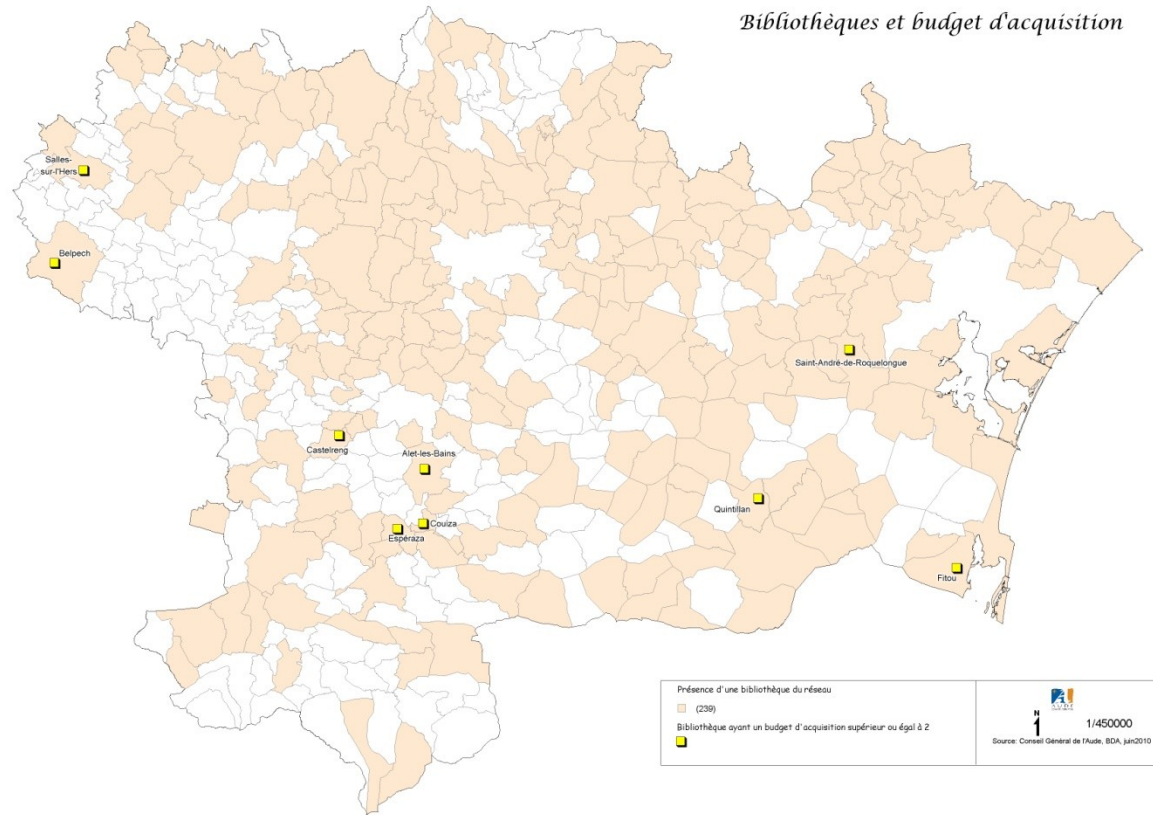 Bibliothèques et budget d'acquisition
Salles-
sur-l'Hers
Belpech
Saint-André-de-Roquelongue
Castelreng
Alet-les-Bains
Quintillan
Couiza
Espéraza
Fitou
Présence d'une bibliothèque du réseau
(239)
Bibliothèque ayant un budget d'acquisition supérieur ou égal à 2
AUDE
N
1/450000
Source: Conseil Général de l'Aude, BDA, juin2010